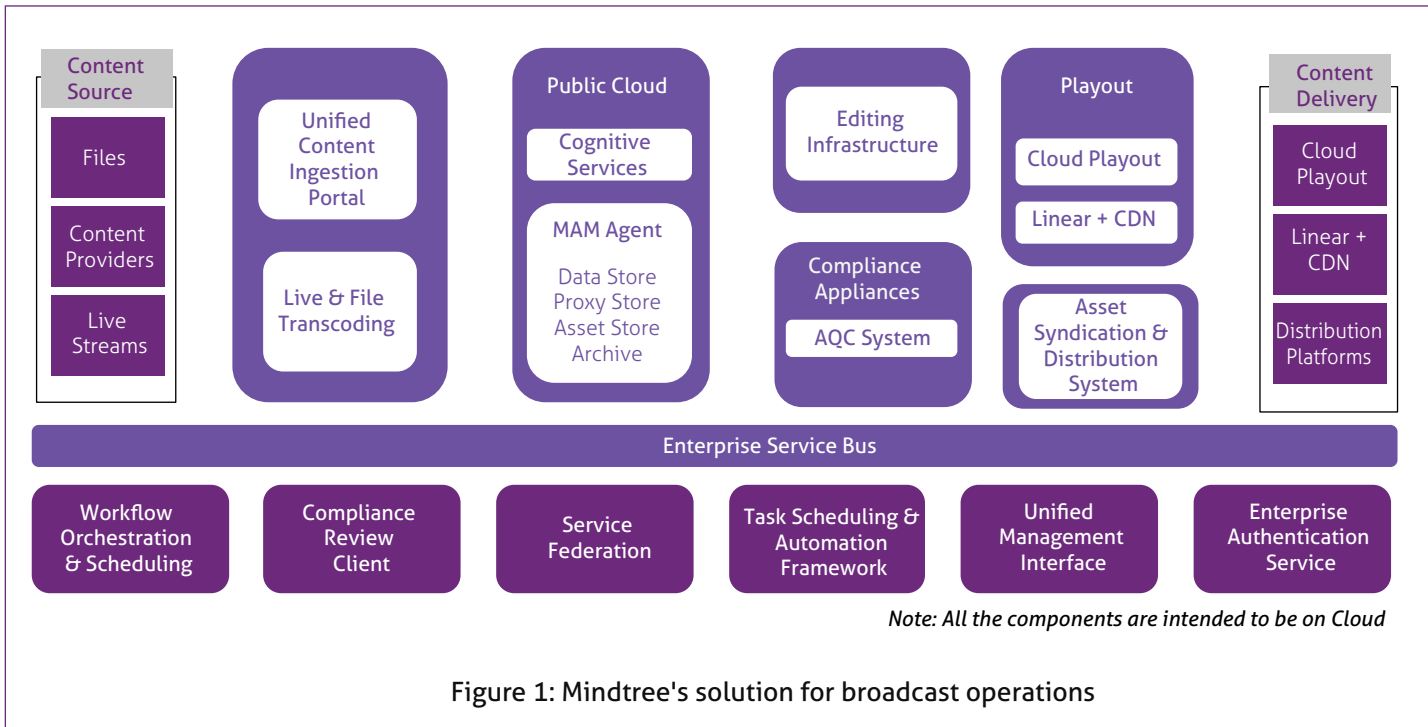 Content
Source
Files
Content
Providers
Live
Streams
Unified
Content
Ingestion
Portal
Live & File
Transcoding
Public Cloud
Cognitive
Services
MAM Agent
Data Store
Proxy Store
Asset Store
Archive
Editing
Infrastructure
Compliance
Appliances
AQC System
Playout
Cloud Playout
Linear + CDN
Asset
Syndication &
Distribution
System
Content
Delivery
Cloud
Playout
Linear +
CDN
Distribution
Platforms
Enterprise Service Bus
Workflow
Orchestration
& Scheduling
Compliance
Review
Client
Service
Federation
Task Scheduling &
Automation
Framework
Unified
Management
Interface
Enterprise
Authentication
Service
Note: All the components are intended to be on Cloud
Figure 1: Mindtree's solution for broadcast operations